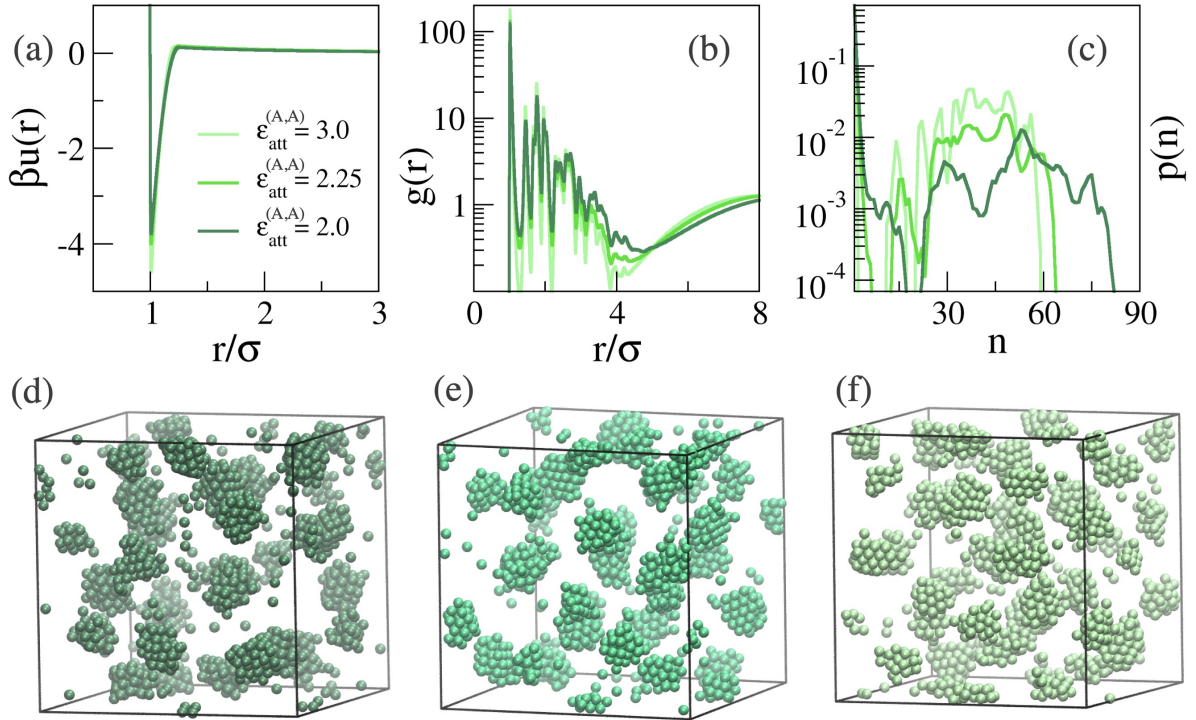 (a)
0
-2
-4
βu(r)
ε_att^(A,A) = 3.0
ε_att^(A,A) = 2.25
ε_att^(A,A) = 2.0
1 2 3
r/σ
(b)
100
10
1
g(r)
0 4 8
r/σ
(c)
10^-1
10^-2
10^-3
10^-4
p(n)
30 60 90
n
(d)
(e)
(f)